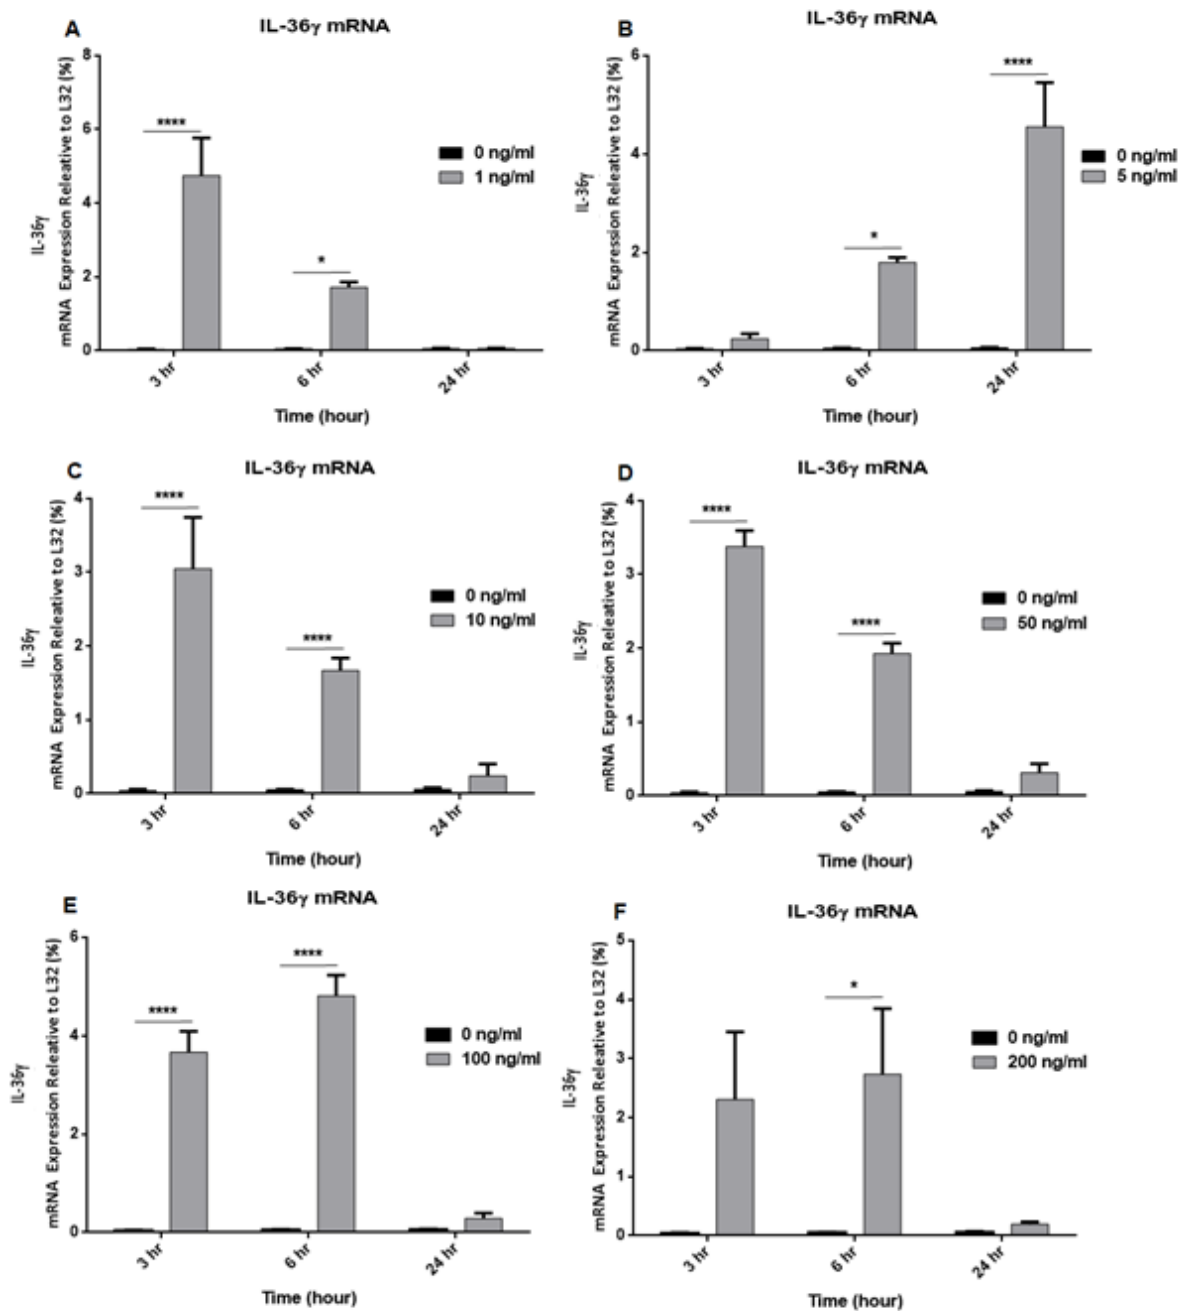 A
IL-36γ mRNA
IL-36γ
mRNA Expression Releative to L32 (%)
8
6
4
2
0
****
*
0 ng/ml
1 ng/ml
3 hr
6 hr
24 hr
Time (hour)
B
IL-36γ mRNA
IL-36γ
mRNA Expression Releative to L32 (%)
6
4
2
0
*
****
0 ng/ml
5 ng/ml
3 hr
6 hr
24 hr
Time (hour)
C
IL-36γ mRNA
IL-36γ
mRNA Expression Releative to L32 (%)
4
3
2
1
0
****
****
0 ng/ml
10 ng/ml
3 hr
6 hr
24 hr
Time (hour)
D
IL-36γ mRNA
IL-36γ
mRNA Expression Releative to L32 (%)
4
3
2
1
0
****
****
0 ng/ml
50 ng/ml
3 hr
6 hr
24 hr
Time (hour)
E
IL-36γ mRNA
IL-36γ
mRNA Expression Releative to L32 (%)
6
4
2
0
****
****
0 ng/ml
100 ng/ml
3 hr
6 hr
24 hr
Time (hour)
F
IL-36γ mRNA
IL-36γ
mRNA Expression Releative to L32 (%)
5
4
3
2
1
0
*
0 ng/ml
200 ng/ml
3 hr
6 hr
24 hr
Time (hour)